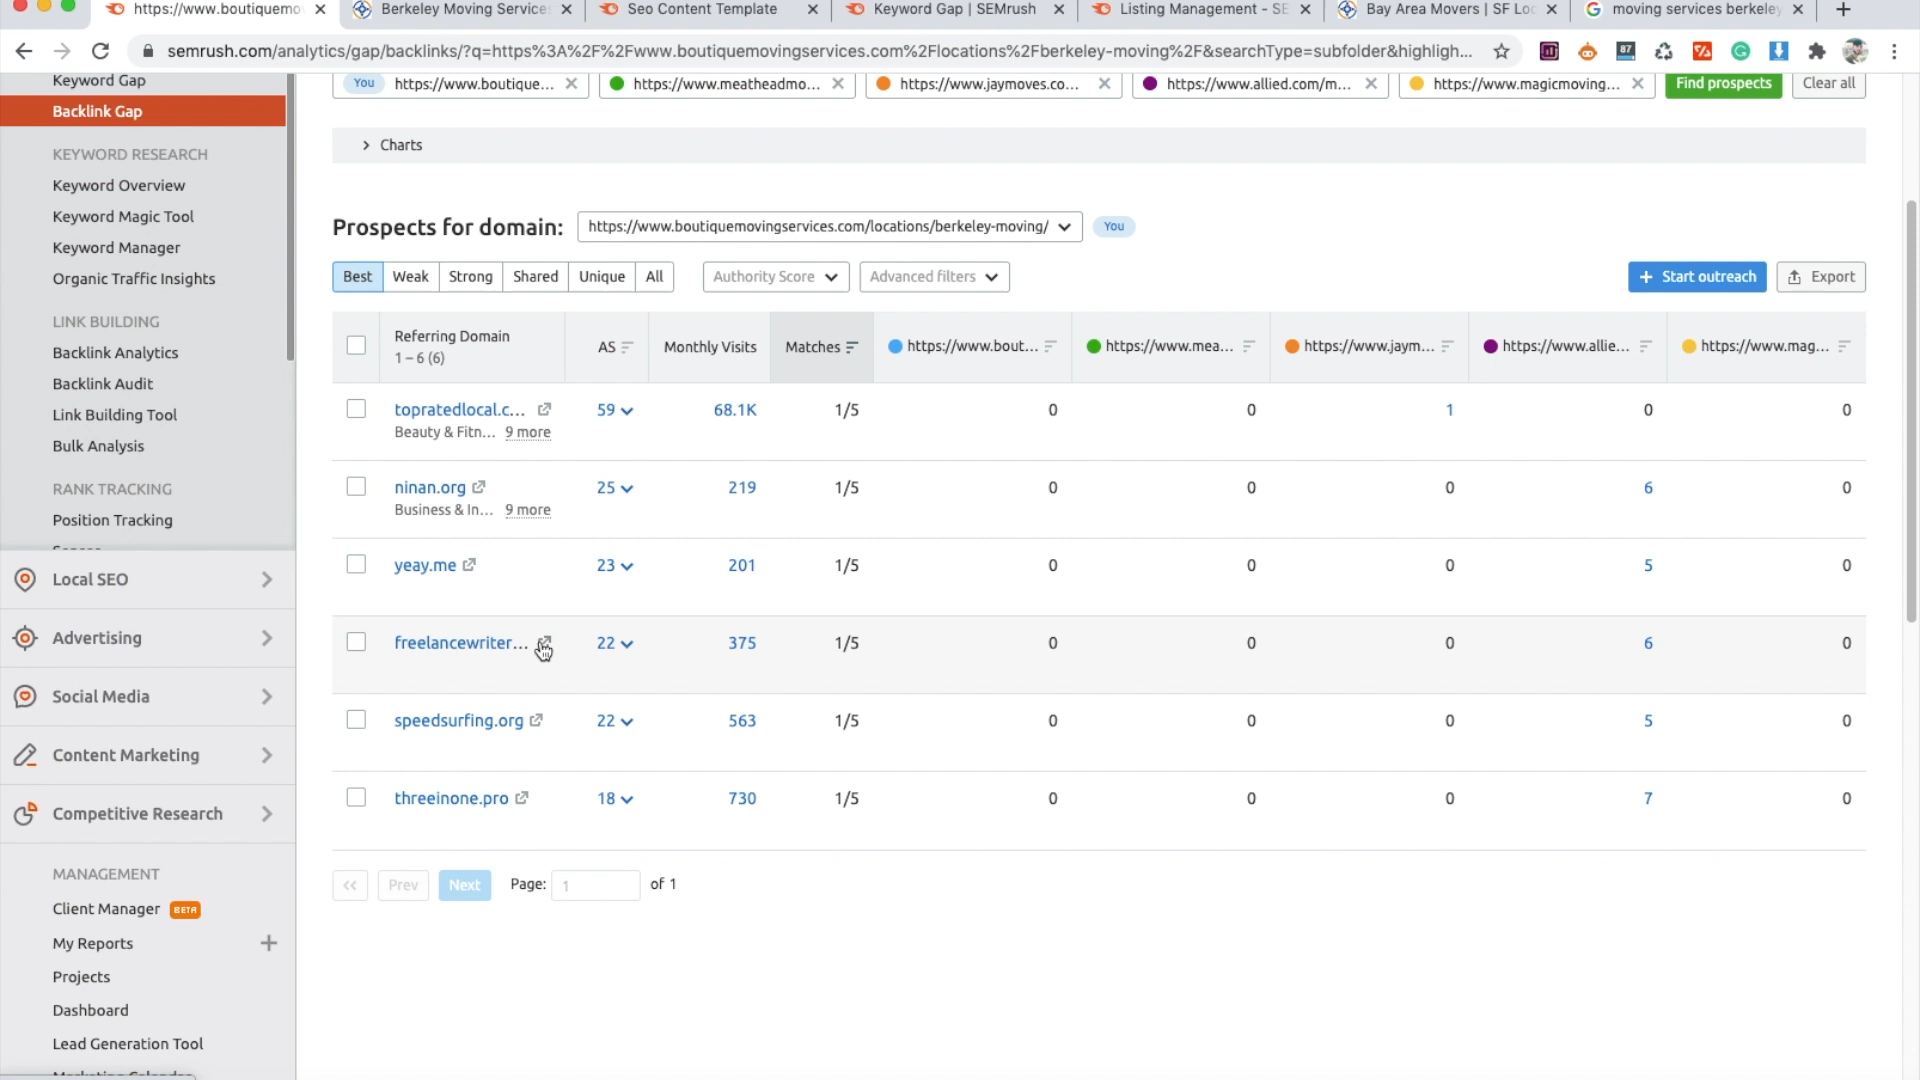 https://www.boutiquemo
Berkeley Moving Services
Seo Content Template
Keyword Gap | SEMrush
Listing Management - SE
Bay Area Movers | SF Loc
moving services berkeley
semrush.com/analytics/gap/backlinks/?q=https%3A%2F%2Fwww.boutiquemovingservices.com%2Flocations%2Fberkeley-moving%2F&searchType=subfolder&highligh...
87
Keyword Gap
Backlink Gap
KEYWORD RESEARCH
Keyword Overview
Keyword Magic Tool
Keyword Manager
Organic Traffic Insights
LINK BUILDING
Backlink Analytics
Backlink Audit
Link Building Tool
Bulk Analysis
RANK TRACKING
Position Tracking
Local SEO
Advertising
Social Media
Content Marketing
Competitive Research
MANAGEMENT
Client Manager BETA
My Reports
Projects
Dashboard
Lead Generation Tool
Marketing Calendar
You https://www.boutique... https://www.meatheadmo... https://www.jaymoves.co... https://www.allied.com/m... https://www.magicmoving... Find prospects Clear all
Charts
Prospects for domain: https://www.boutiquemovingservices.com/locations/berkeley-moving/ You
Best Weak Strong Shared Unique All Authority Score Advanced filters + Start outreach Export
Referring Domain
1 – 6 (6)
AS Monthly Visits Matches https://www.bout... https://www.mea... https://www.jaym... https://www.allie... https://www.mag...
topratedlocal.c... 59 68.1K 1/5 0 0 1 0 0
Beauty & Fitn... 9 more
ninan.org 25 219 1/5 0 0 0 6 0
Business & In... 9 more
yeay.me 23 201 1/5 0 0 0 5 0
freelancewriter... 22 375 1/5 0 0 0 6 0
speedsurfing.org 22 563 1/5 0 0 0 5 0
threeinone.pro 18 730 1/5 0 0 0 7 0
Prev Next Page: 1 of 1